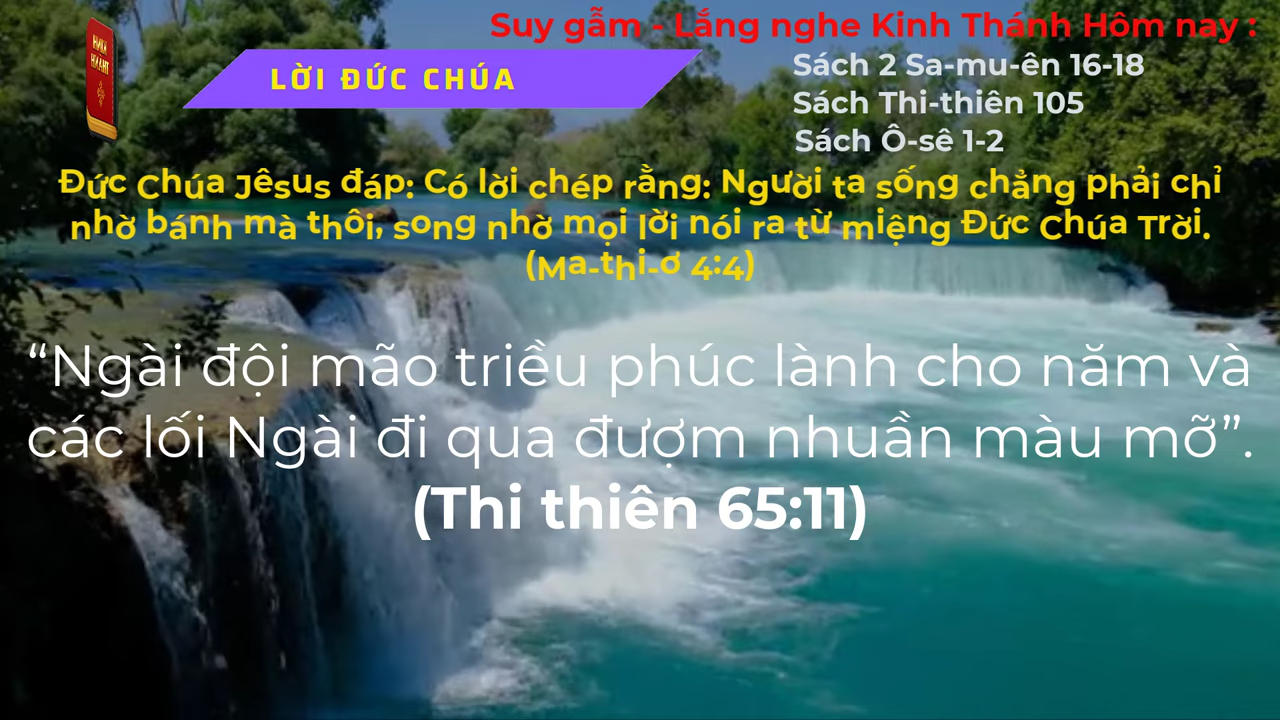 Suy gẫm - Lắng nghe Kinh Thánh Hôm nay :
KINH
THÁNH
LỜI ĐỨC CHÚA
Sách 2 Sa-mu-ên 16-18
Sách Thi-thiên 105
Sách Ô-sê 1-2
Đức Chúa Jêsus đáp: Có lời chép rằng: Người ta sống chẳng phải chỉ
nhờ bánh mà thôi, song nhờ mọi lời nói ra từ miệng Đức Chúa Trời.
(Ma-thi-ơ 4:4)
“Ngài đội mão triều phúc lành cho năm và
các lối Ngài đi qua đượm nhuần màu mỡ”.
(Thi thiên 65:11)